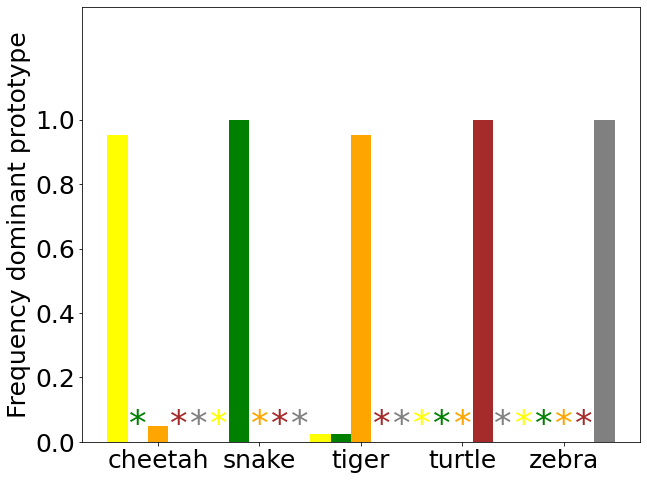 Frequency dominant prototype
1.0
0.8
0.6
0.4
0.2
0.0
* * * * * * * * * * * * * * * * * *
cheetah snake tiger turtle zebra